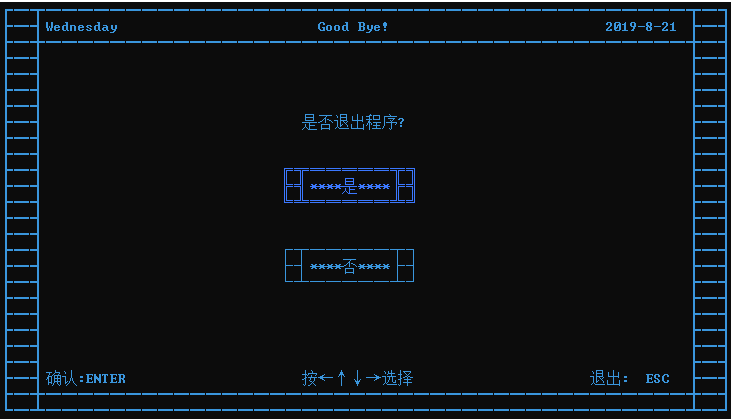 Wednesday Good Bye! 2019-8-21
是否退出程序?
****是****
****否****
确认:ENTER 按←↑↓→选择 退出: ESC